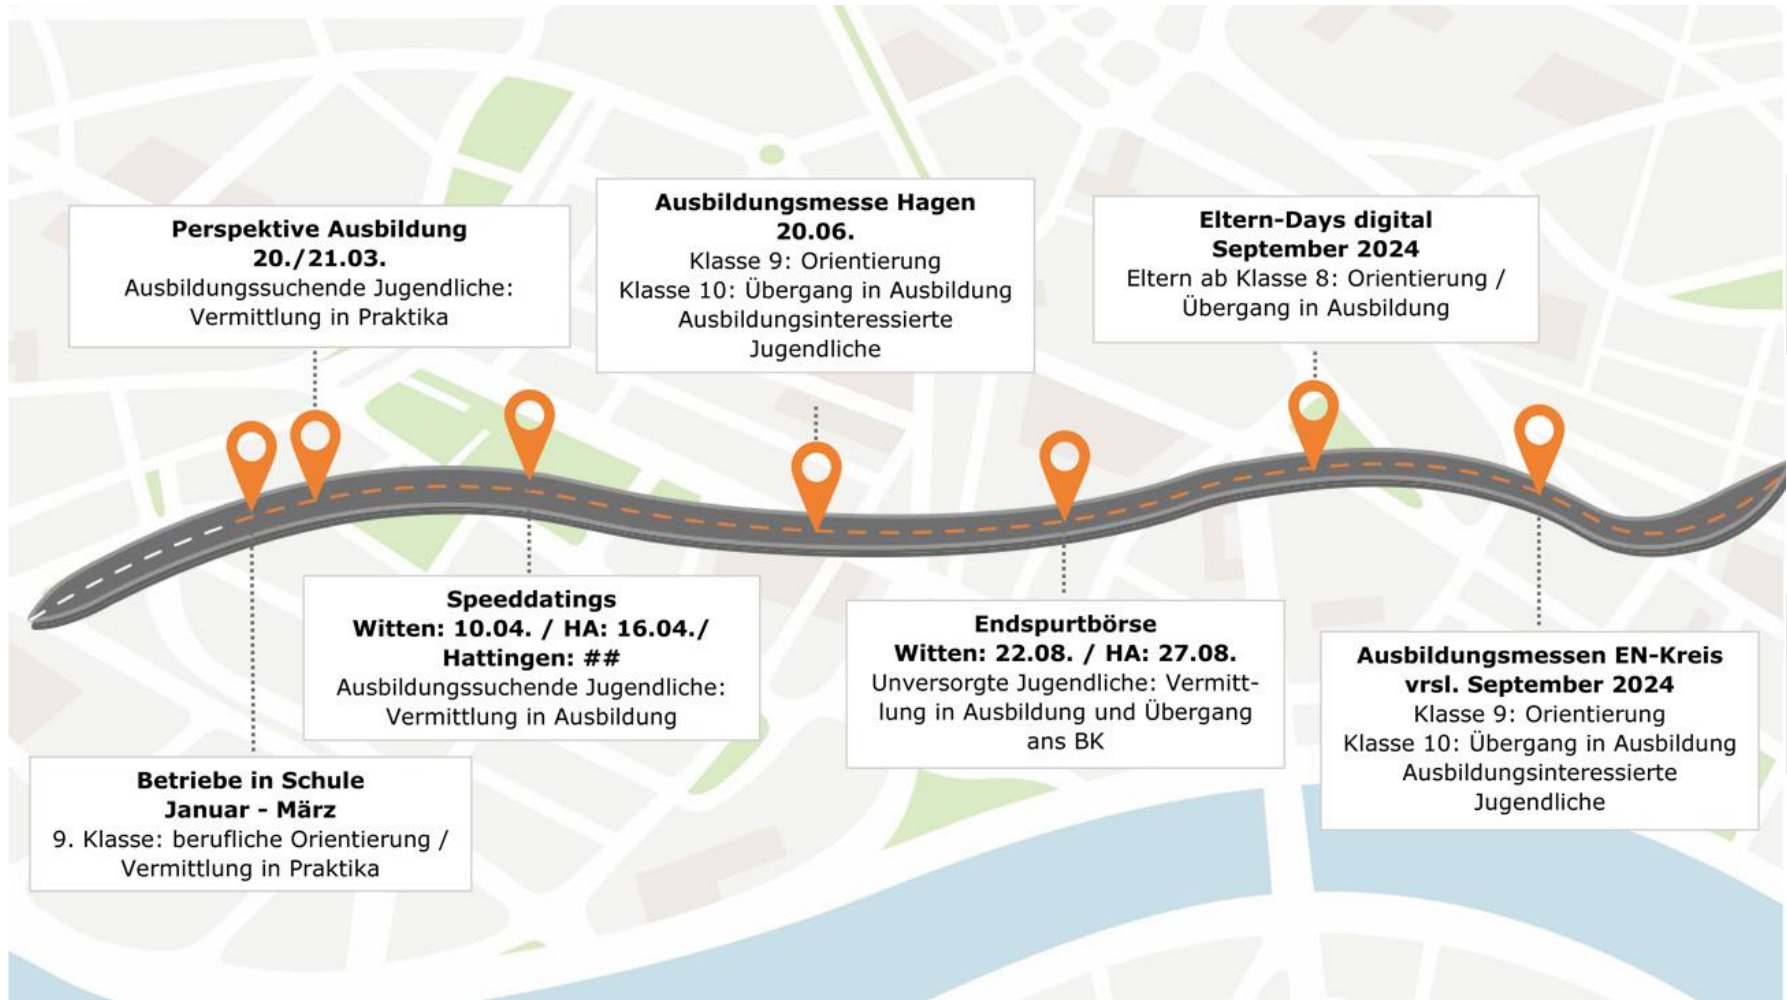 Perspektive Ausbildung
20./21.03.
Ausbildungssuchende Jugendliche:
Vermittlung in Praktika
Ausbildungsmesse Hagen
20.06.
Klasse 9: Orientierung
Klasse 10: Übergang in Ausbildung
Ausbildungsinteressierte
Jugendliche
Eltern-Days digital
September 2024
Eltern ab Klasse 8: Orientierung /
Übergang in Ausbildung
Betriebe in Schule
Januar - März
9. Klasse: berufliche Orientierung /
Vermittlung in Praktika
Speeddatings
Witten: 10.04. / HA: 16.04./
Hattingen: ##
Ausbildungssuchende Jugendliche:
Vermittlung in Ausbildung
Endspurtbörse
Witten: 22.08. / HA: 27.08.
Unversorgte Jugendliche: Vermitt-
lung in Ausbildung und Übergang
ans BK
Ausbildungsmessen EN-Kreis
vrsl. September 2024
Klasse 9: Orientierung
Klasse 10: Übergang in Ausbildung
Ausbildungsinteressierte
Jugendliche